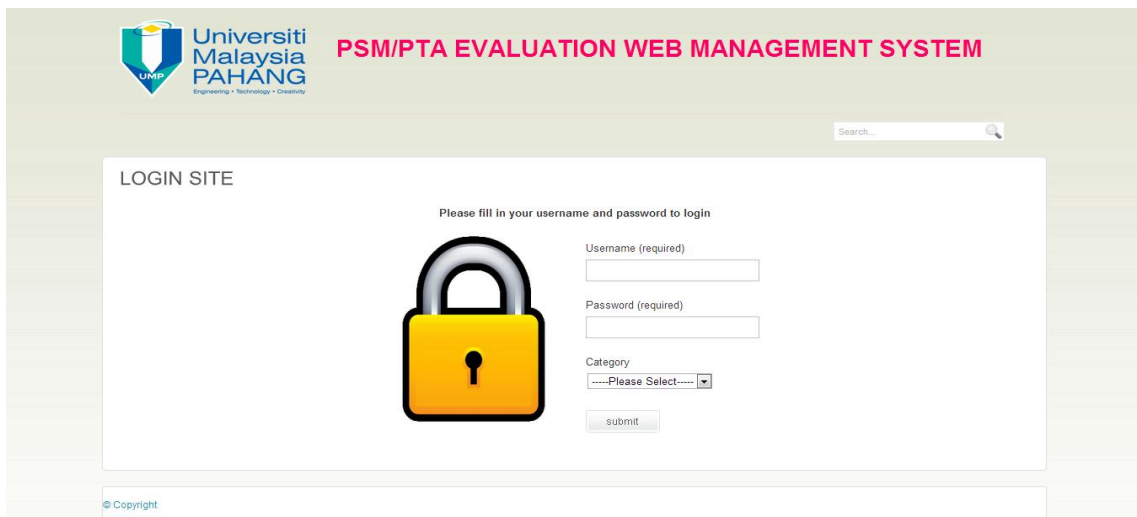 Universiti
Malaysia
PAHANG
Engineering • Technology • Creativity
UMP
PSM/PTA EVALUATION WEB MANAGEMENT SYSTEM
Search...
LOGIN SITE
Please fill in your username and password to login
Username (required)
Password (required)
Category
-----Please Select-----
submit
© Copyright